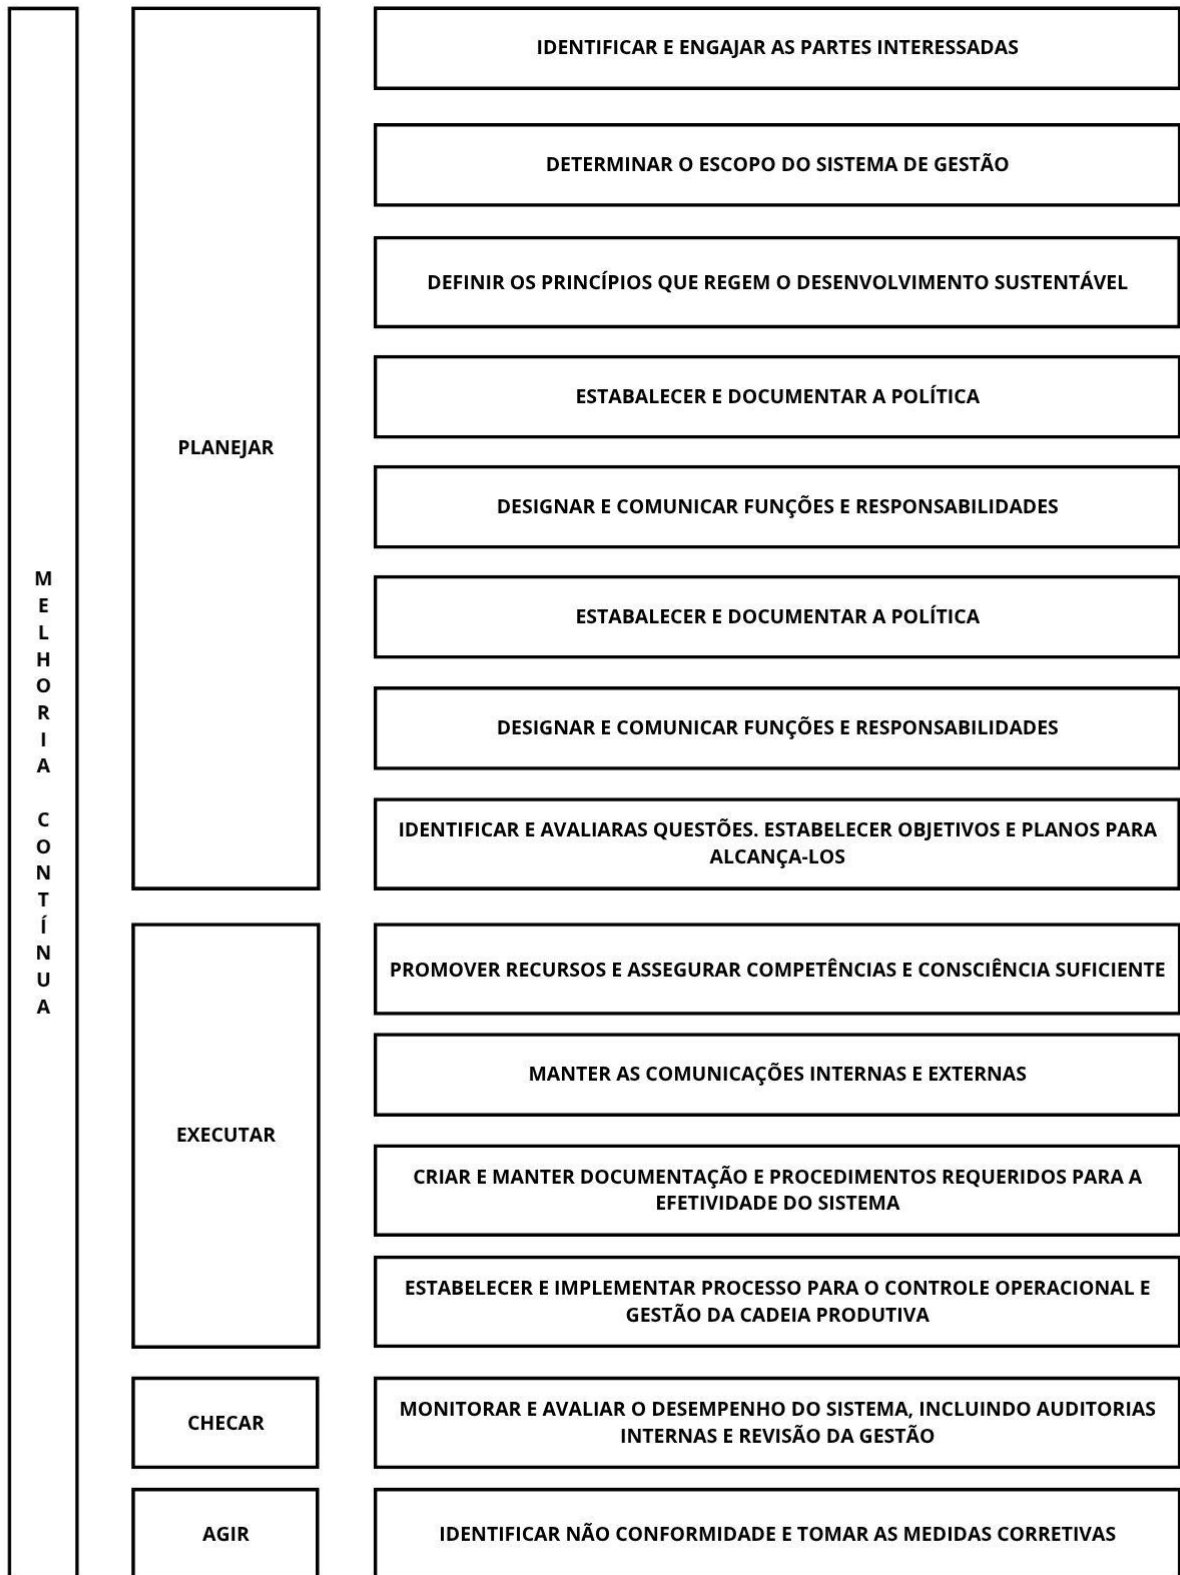 MELHORIA CONTÍNUA
PLANEJAR
IDENTIFICAR E ENGAJAR AS PARTES INTERESSADAS
DETERMINAR O ESCOPO DO SISTEMA DE GESTÃO
DEFINIR OS PRINCÍPIOS QUE REGEM O DESENVOLVIMENTO SUSTENTÁVEL
ESTABALECER E DOCUMENTAR A POLÍTICA
DESIGNAR E COMUNICAR FUNÇÕES E RESPONSABILIDADES
ESTABALECER E DOCUMENTAR A POLÍTICA
DESIGNAR E COMUNICAR FUNÇÕES E RESPONSABILIDADES
IDENTIFICAR E AVALIARAS QUESTÕES. ESTABELECER OBJETIVOS E PLANOS PARA
ALCANÇA-LOS
EXECUTAR
PROMOVER RECURSOS E ASSEGURAR COMPETÊNCIAS E CONSCIÊNCIA SUFICIENTE
MANTER AS COMUNICAÇÕES INTERNAS E EXTERNAS
CRIAR E MANTER DOCUMENTAÇÃO E PROCEDIMENTOS REQUERIDOS PARA A
EFETIVIDADE DO SISTEMA
ESTABELECER E IMPLEMENTAR PROCESSO PARA O CONTROLE OPERACIONAL E
GESTÃO DA CADEIA PRODUTIVA
CHECAR
MONITORAR E AVALIAR O DESEMPENHO DO SISTEMA, INCLUINDO AUDITORIAS
INTERNAS E REVISÃO DA GESTÃO
AGIR
IDENTIFICAR NÃO CONFORMIDADE E TOMAR AS MEDIDAS CORRETIVAS